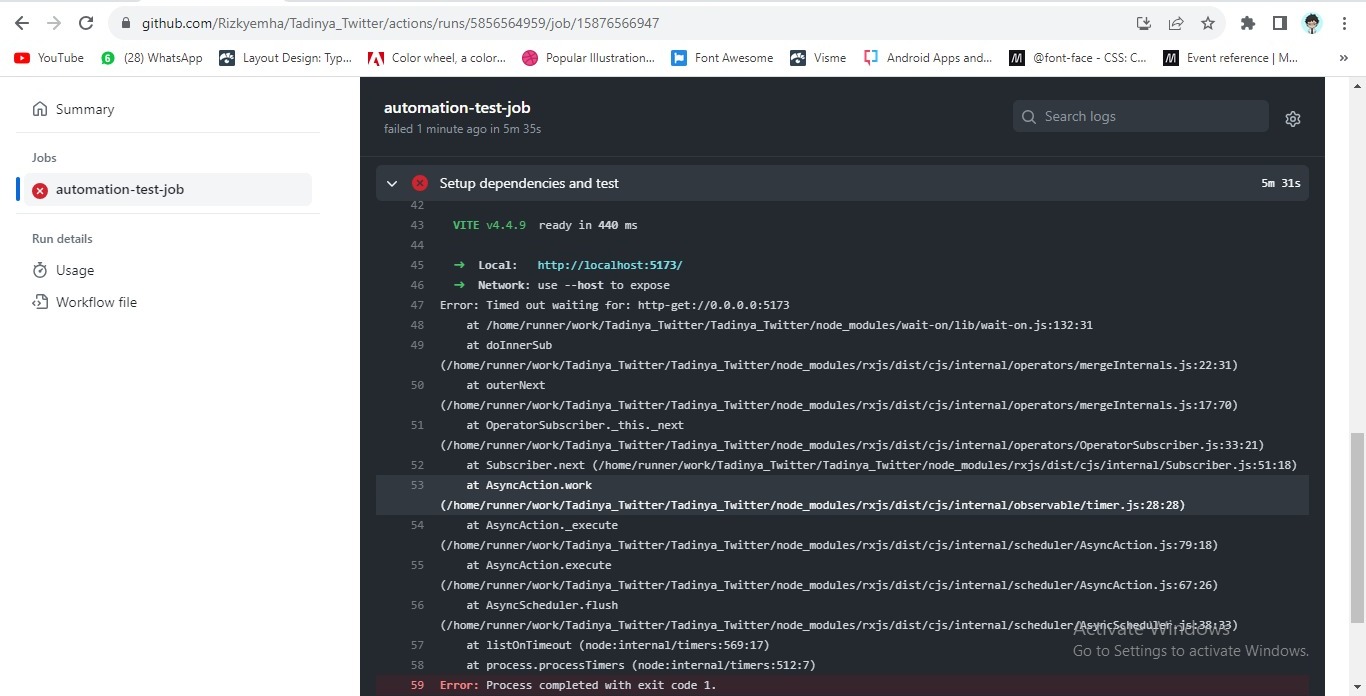 github.com/Rizkyemha/Tadinya_Twitter/actions/runs/5856564959/job/15876566947
YouTube
6
(28) WhatsApp
Layout Design: Typ...
Color wheel, a color...
Popular Illustration...
Font Awesome
Visme
Android Apps and...
M
@font-face - CSS: C...
M
Event reference | M...
»
Summary
Jobs
automation-test-job
Run details
Usage
Workflow file
automation-test-job
failed 1 minute ago in 5m 35s
Search logs
Setup dependencies and test
5m 31s
42
43 VITE v4.4.9 ready in 440 ms
44
45 ➜ Local: http://localhost:5173/
46 ➜ Network: use --host to expose
47 Error: Timed out waiting for: http-get://0.0.0.0:5173
48 at /home/runner/work/Tadinya_Twitter/Tadinya_Twitter/node_modules/wait-on/lib/wait-on.js:132:31
49 at doInnerSub
(/home/runner/work/Tadinya_Twitter/Tadinya_Twitter/node_modules/rxjs/dist/cjs/internal/operators/mergeInternals.js:22:31)
50 at outerNext
(/home/runner/work/Tadinya_Twitter/Tadinya_Twitter/node_modules/rxjs/dist/cjs/internal/operators/mergeInternals.js:17:70)
51 at OperatorSubscriber._this._next
(/home/runner/work/Tadinya_Twitter/Tadinya_Twitter/node_modules/rxjs/dist/cjs/internal/operators/OperatorSubscriber.js:33:21)
52 at Subscriber.next (/home/runner/work/Tadinya_Twitter/Tadinya_Twitter/node_modules/rxjs/dist/cjs/internal/Subscriber.js:51:18)
53 at AsyncAction.work
(/home/runner/work/Tadinya_Twitter/Tadinya_Twitter/node_modules/rxjs/dist/cjs/internal/observable/timer.js:28:28)
54 at AsyncAction._execute
(/home/runner/work/Tadinya_Twitter/Tadinya_Twitter/node_modules/rxjs/dist/cjs/internal/scheduler/AsyncAction.js:79:18)
55 at AsyncAction.execute
(/home/runner/work/Tadinya_Twitter/Tadinya_Twitter/node_modules/rxjs/dist/cjs/internal/scheduler/AsyncAction.js:67:26)
56 at AsyncScheduler.flush
(/home/runner/work/Tadinya_Twitter/Tadinya_Twitter/node_modules/rxjs/dist/cjs/internal/scheduler/AsyncScheduler.js:38:33)
57 at listOnTimeout (node:internal/timers:569:17)
58 at process.processTimers (node:internal/timers:512:7)
59 Error: Process completed with exit code 1.
Activate Windows
Go to Settings to activate Windows.